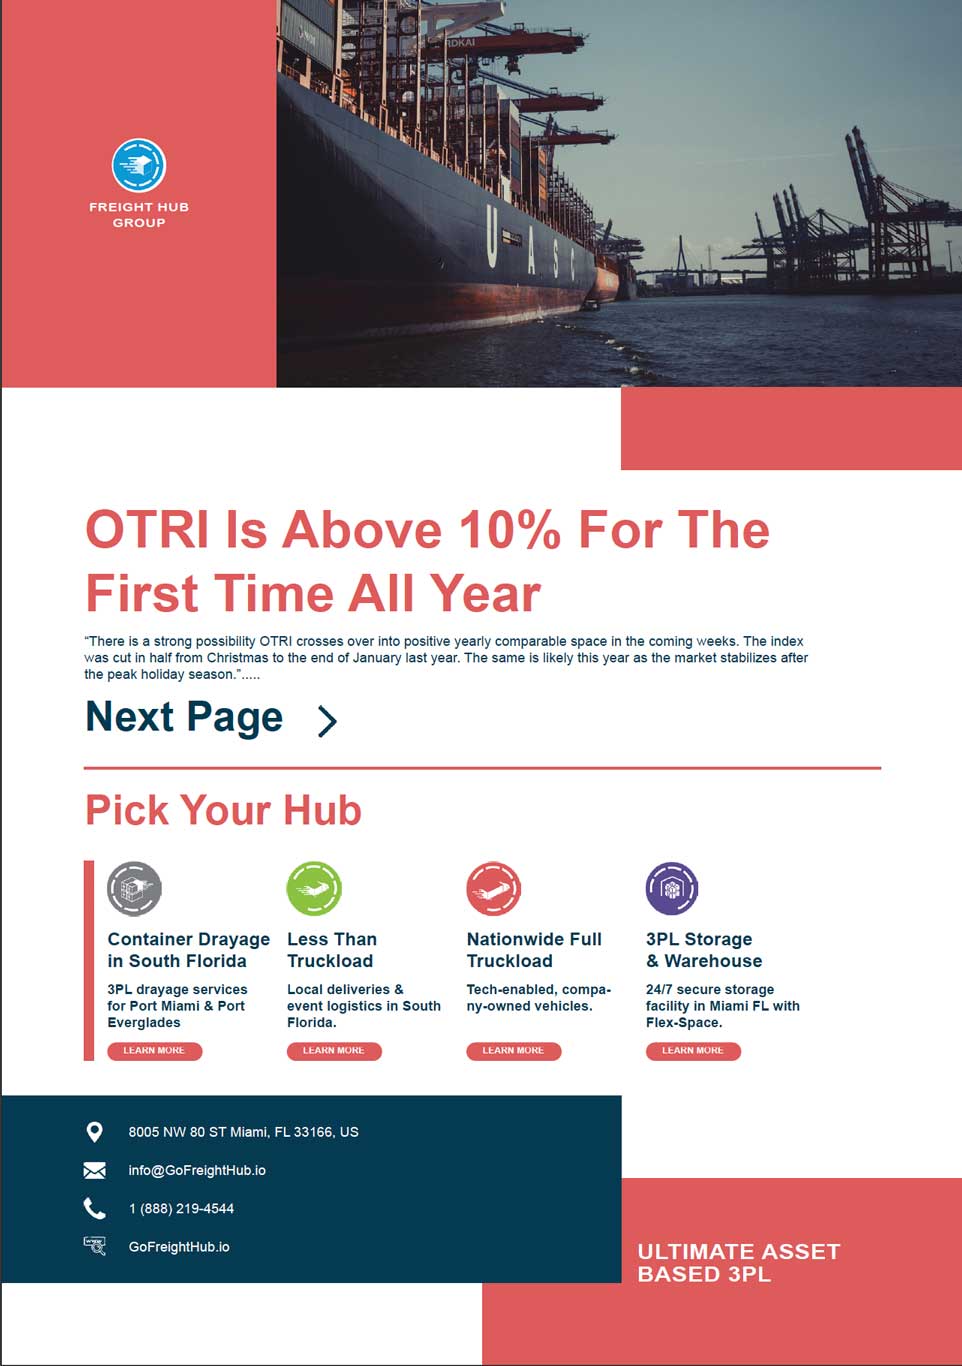 RDKAI
UASC
FREIGHT HUB
GROUP
OTRI Is Above 10% For The
First Time All Year
“There is a strong possibility OTRI crosses over into positive yearly comparable space in the coming weeks. The index
was cut in half from Christmas to the end of January last year. The same is likely this year as the market stabilizes after
the peak holiday season.”.....
Next Page
Pick Your Hub
Container Drayage
in South Florida
3PL drayage services
for Port Miami & Port
Everglades
LEARN MORE
Less Than
Truckload
Local deliveries &
event logistics in South
Florida.
LEARN MORE
Nationwide Full
Truckload
Tech-enabled, compa-
ny-owned vehicles.
LEARN MORE
3PL Storage
& Warehouse
24/7 secure storage
facility in Miami FL with
Flex-Space.
LEARN MORE
8005 NW 80 ST Miami, FL 33166, US
info@GoFreightHub.io
1 (888) 219-4544
www
GoFreightHub.io
ULTIMATE ASSET
BASED 3PL